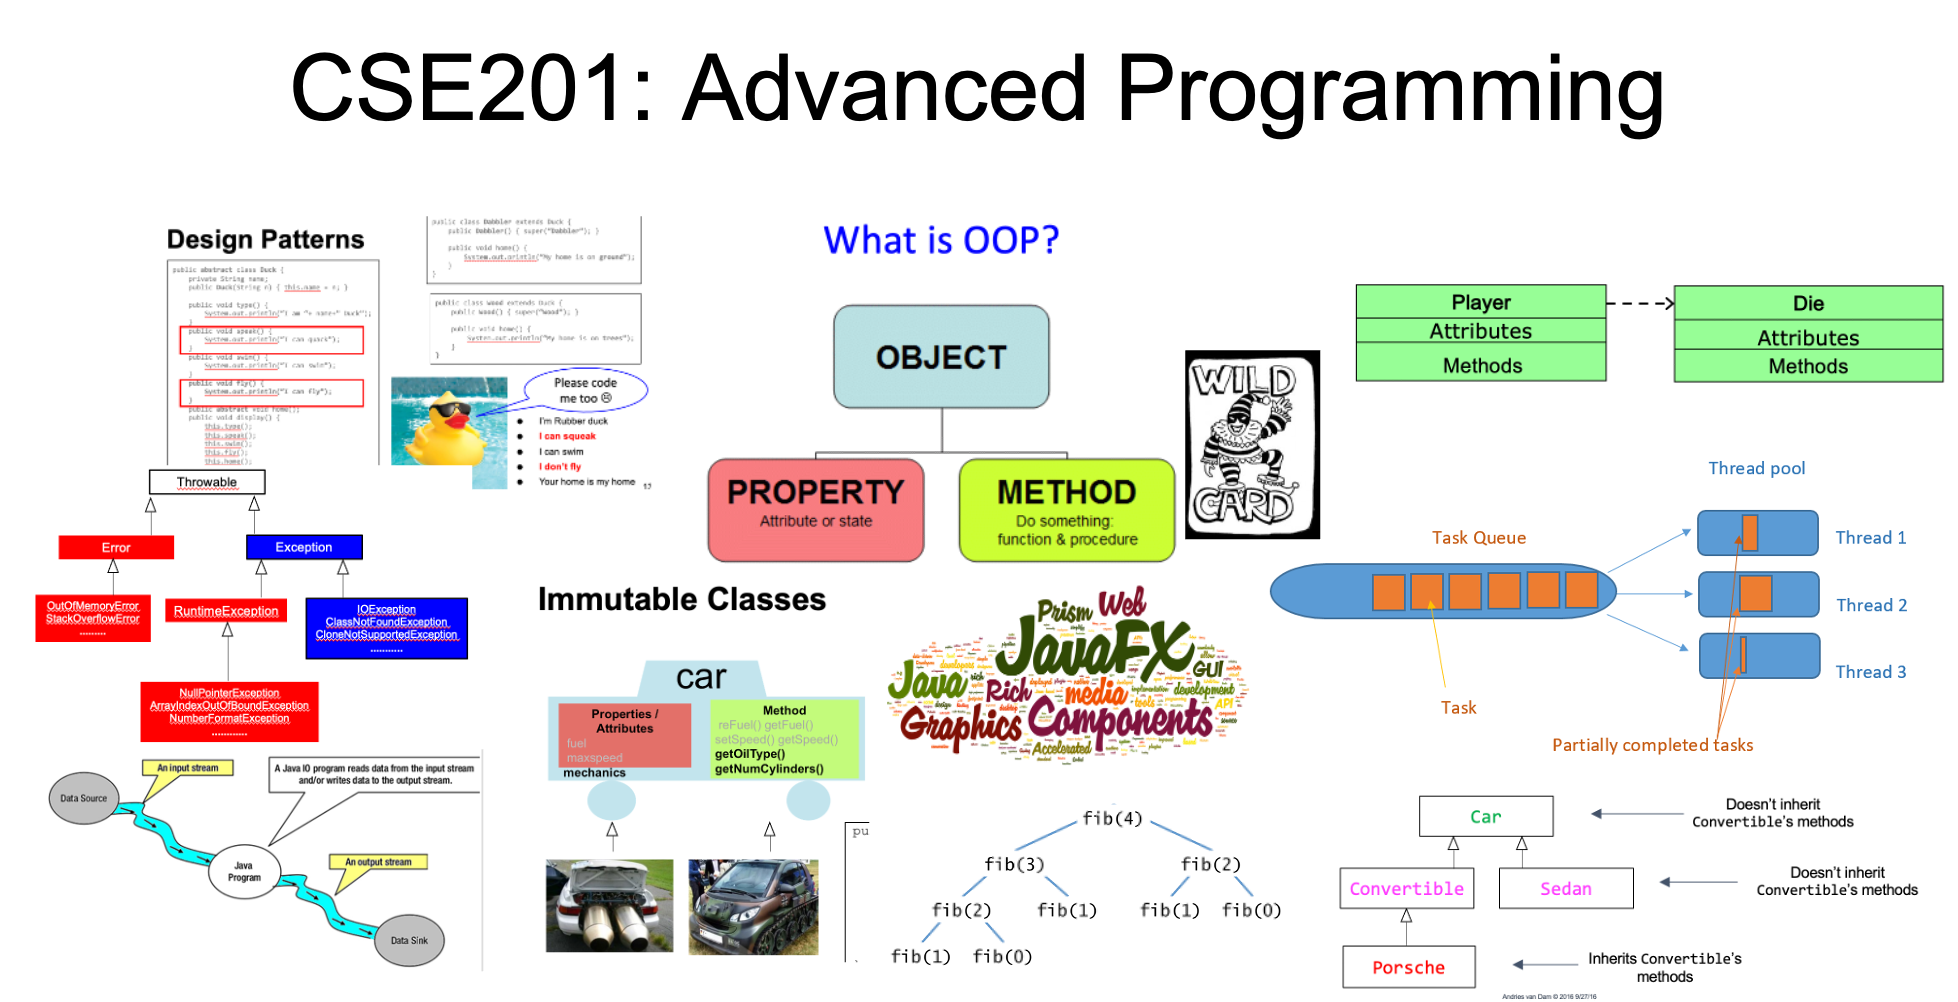 CSE201: Advanced Programming
Design Patterns
public abstract class Duck {
private String name;
public Duck(String n) { this.name = n; }
public void type() {
System.out.println("I am "+ name+" Duck");
}
public void speak() {
System.out.println("I can quack");
}
public void swim() {
System.out.println("I can swim");
}
public void fly() {
System.out.println("I can fly");
}
public abstract void home();
public void display() {
this.type();
this.speak();
this.swim();
this.fly();
this.home();
public class Dabbler extends Duck {
public Dabbler() { super("Dabbler"); }
public void home() {
System.out.println("My home is on ground");
}
}
public class Wood extends Duck {
public Wood() { super("Wood"); }
public void home() {
System.out.println("My home is on trees");
}
}
Please code
me too ☹
● I'm Rubber duck
● I can squeak
● I can swim
● I don't fly
● Your home is my home
What is OOP?
OBJECT
PROPERTY
Attribute or state
METHOD
Do something:
function & procedure
WILD
CARD
Player
Attributes
Methods
Die
Attributes
Methods
Throwable
Error
Exception
OutOfMemoryError
StackOverflowError
.........
RuntimeException
IOException
ClassNotFoundException
CloneNotSupportedException
...........
NullPointerException
ArrayIndexOutOfBoundException
NumberFormatException
............
Thread pool
Task Queue
Thread 1
Thread 2
Thread 3
Task
Partially completed tasks
Immutable Classes
car
Properties /
Attributes
fuel
maxspeed
mechanics
Method
reFuel() getFuel()
setSpeed() getSpeed()
getOilType()
getNumCylinders()
Prism Web
JavaFX
GUI
Java
Rich
media
development
tools
API
Graphics
Components
Accelerated
An input stream
A Java IO program reads data from the input stream
and/or writes data to the output stream.
Data Source
Java
Program
An output stream
Data Sink
pu
fib(4)
fib(3)
fib(2)
fib(2)
fib(1)
fib(1)
fib(0)
fib(1)
fib(0)
Car
Doesn't inherit
Convertible's methods
Convertible
Sedan
Doesn't inherit
Convertible's methods
Porsche
Inherits Convertible's
methods
Andries van Dam © 2016 9/27/16